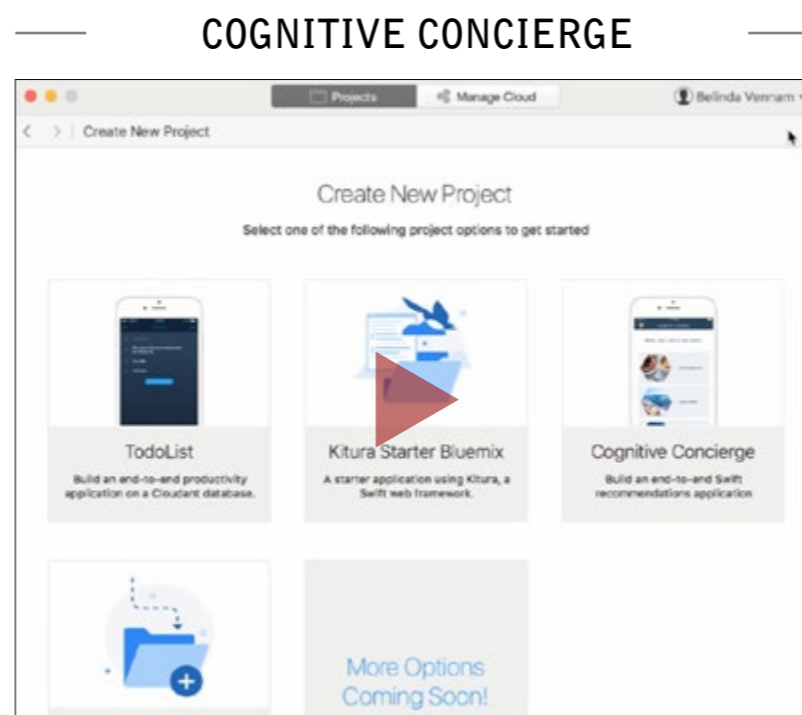 COGNITIVE CONCIERGE
Projects
Manage Cloud
Belinda Vennam
Create New Project
Create New Project
Select one of the following project options to get started
TodoList
Build an end-to-end productivity
application on a Cloudant database.
Kitura Starter Bluemix
A starter application using Kitura, a
Swift web framework.
Cognitive Concierge
Build an end-to-end Swift
recommendations application
More Options
Coming Soon!